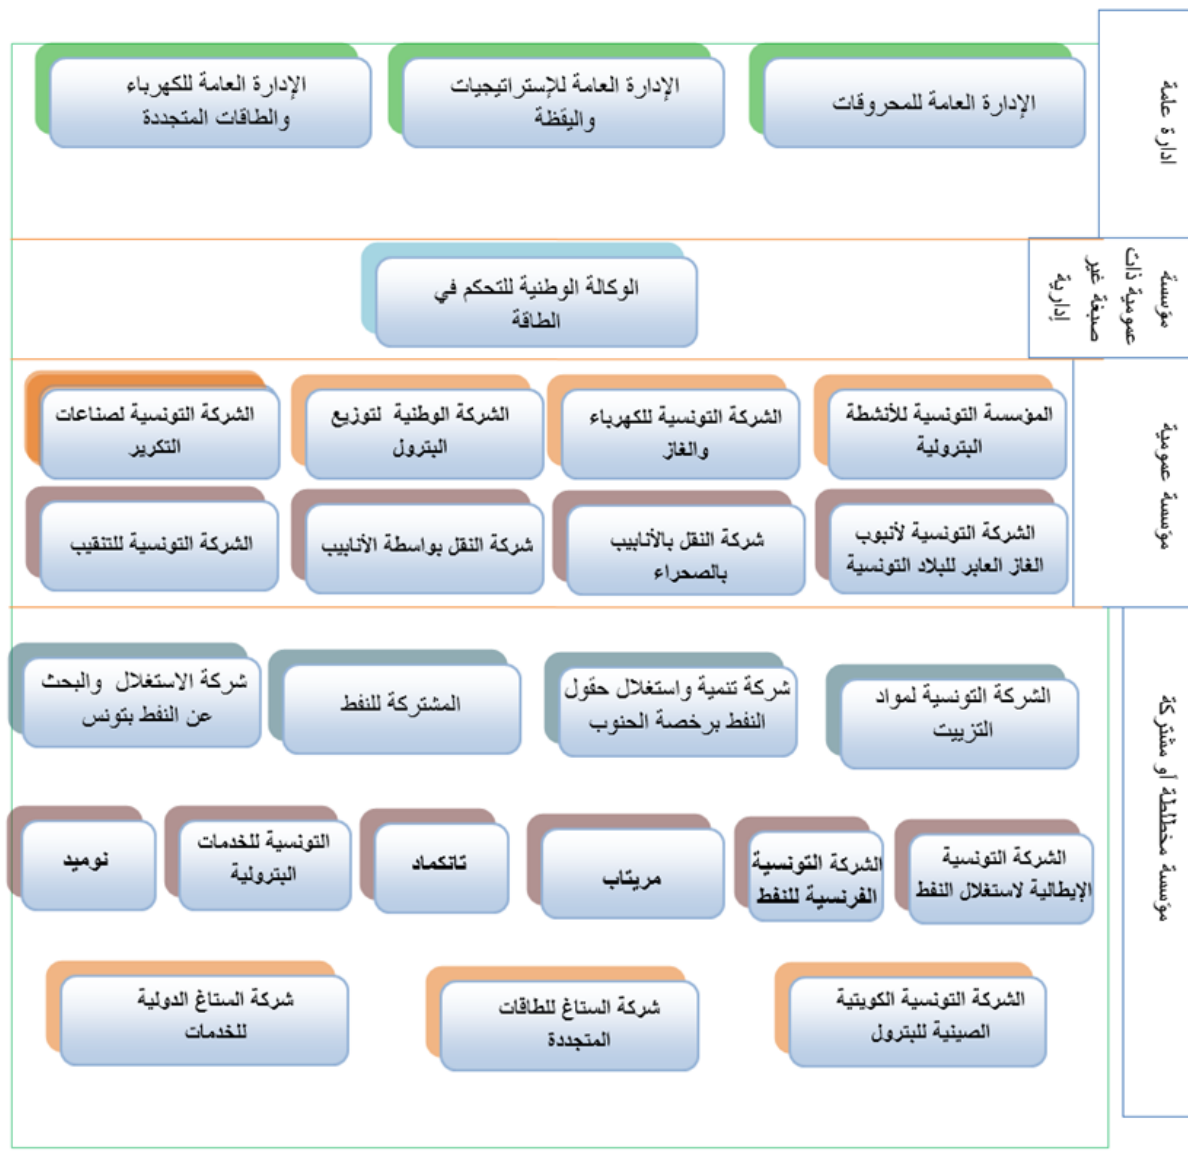 ادارة عامة
الإدارة العامة للمحروقات
الإدارة العامة للإستراتيجيات
واليقظة
الإدارة العامة للكهرباء
والطاقات المتجددة
مؤسسة
عمومية ذات
صبغة غير
إدارية
الوكالة الوطنية للتحكم في
الطاقة
مؤسسة عمومية
المؤسسة التونسية للأنشطة
البترولية
الشركة التونسية للكهرباء
والغاز
الشركة الوطنية لتوزيع
البترول
الشركة التونسية لصناعات
التكرير
الشركة التونسية لأنبوب
الغاز العابر للبلاد التونسية
شركة النقل بالأنابيب
بالصحراء
شركة النقل بواسطة الأنابيب
الشركة التونسية للتنقيب
مؤسسة مخطلطة أو مشتركة
الشركة التونسية لمواد
التزييت
شركة تنمية واستغلال حقول
النفط برخصة الحنوب
المشتركة للنفط
شركة الاستغلال والبحث
عن النفط بتونس
الشركة التونسية
الإيطالية لاستغلال النفط
الشركة التونسية
الفرنسية للنفط
مريتاب
تانكماد
التونسية للخدمات
البترولية
نوميد
الشركة التونسية الكويتية
الصينية للبترول
شركة الستاغ للطاقات
المتجددة
شركة الستاغ الدولية
للخدمات